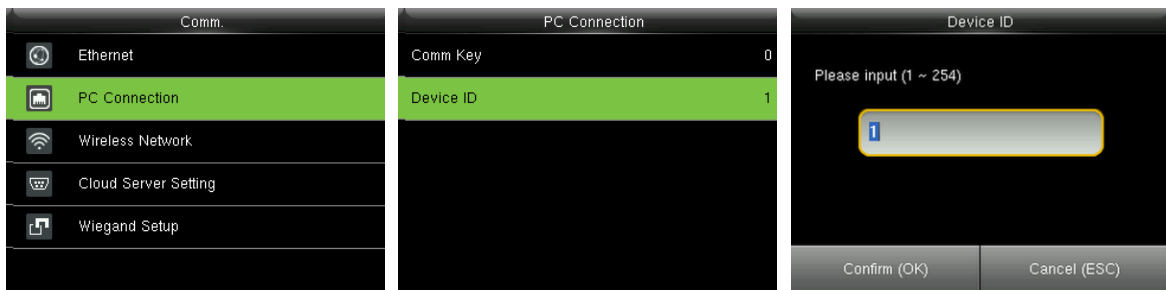 Comm.
Ethernet
PC Connection
Wireless Network
Cloud Server Setting
Wiegand Setup
PC Connection
Comm Key 0
Device ID 1
Device ID
Please input (1 ~ 254)
1
Confirm (OK) Cancel (ESC)